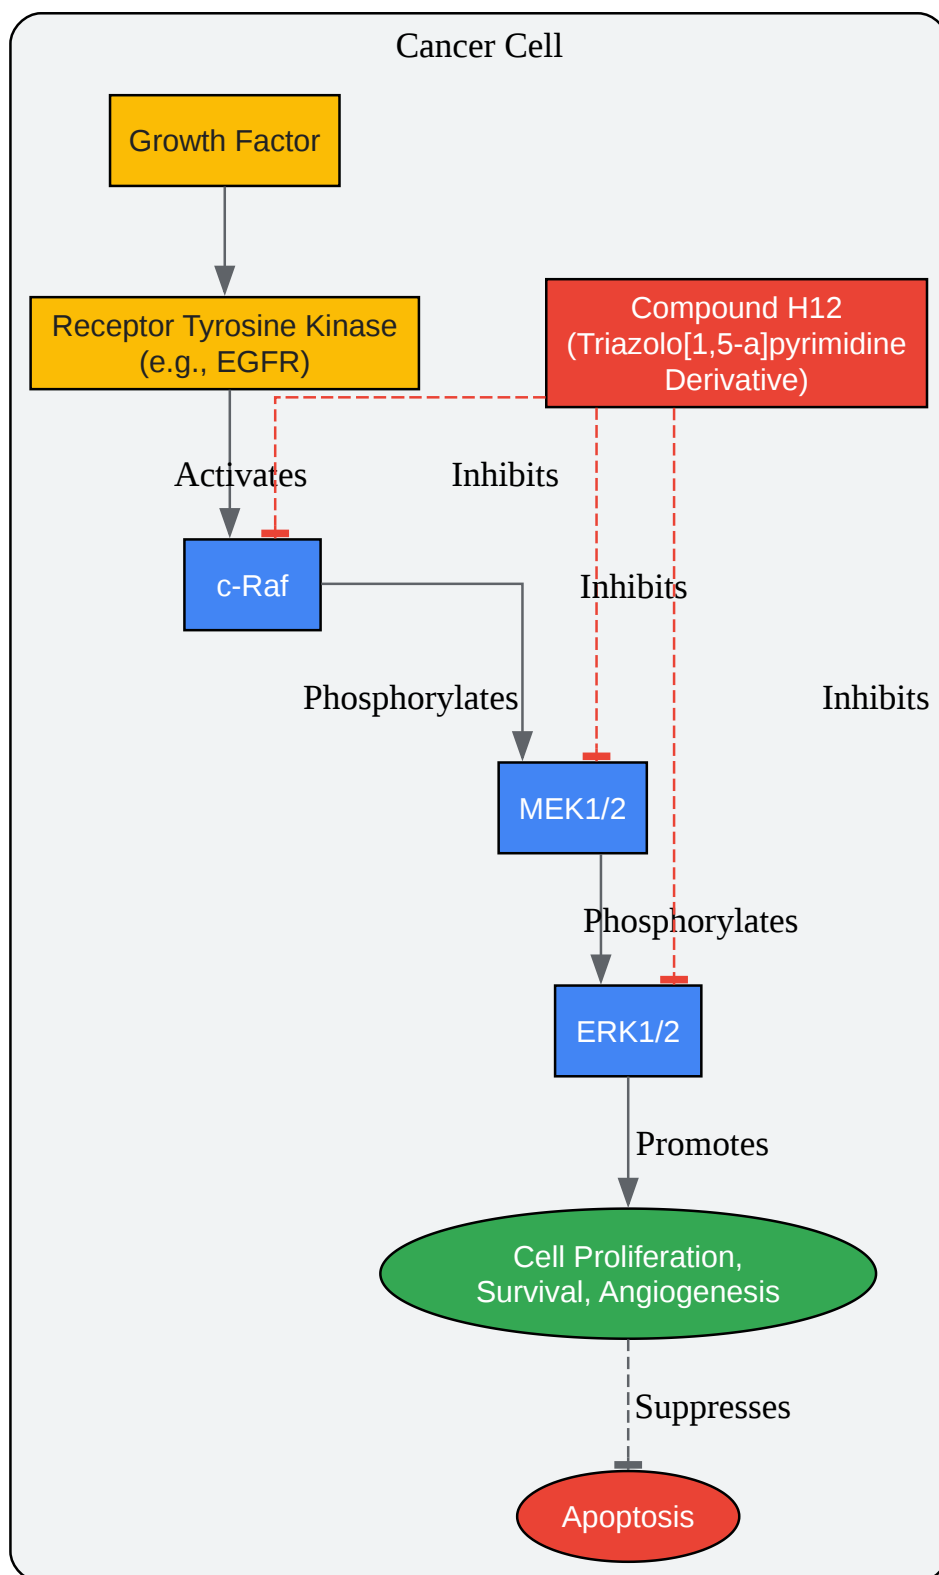 Cancer Cell
Growth Factor
Receptor Tyrosine Kinase
(e.g., EGFR)
Compound H12
(Triazolo[1,5-a]pyrimidine
Derivative)
Activates
Inhibits
c-Raf
Inhibits
Phosphorylates
Inhibits
MEK1/2
Phosphorylates
ERK1/2
Promotes
Cell Proliferation,
Survival, Angiogenesis
Suppresses
Apoptosis